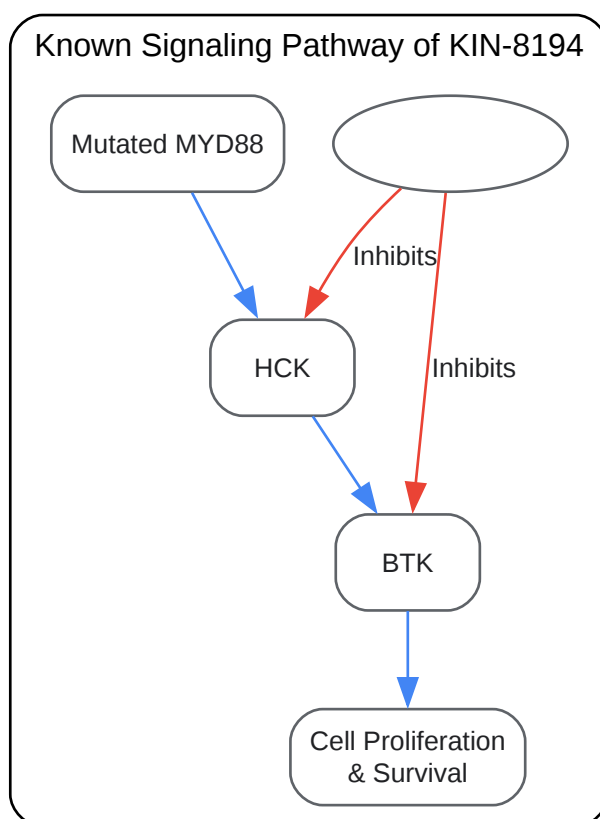 Known Signaling Pathway of KIN-8194
Mutated MYD88
Inhibits
HCK
Inhibits
BTK
Cell Proliferation
& Survival